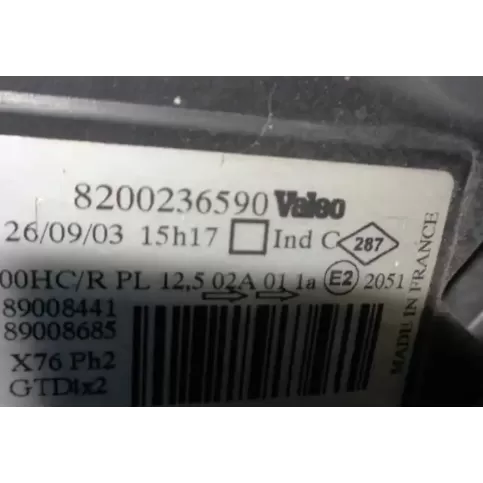 8200236590 Valeo
26/09/03 15h17 Ind C 287
00HC/R PL 12,5 02A 01 1a E2 2051
89008441
89008685
X76 Ph2
GTD4x2
MADE IN FRANCE